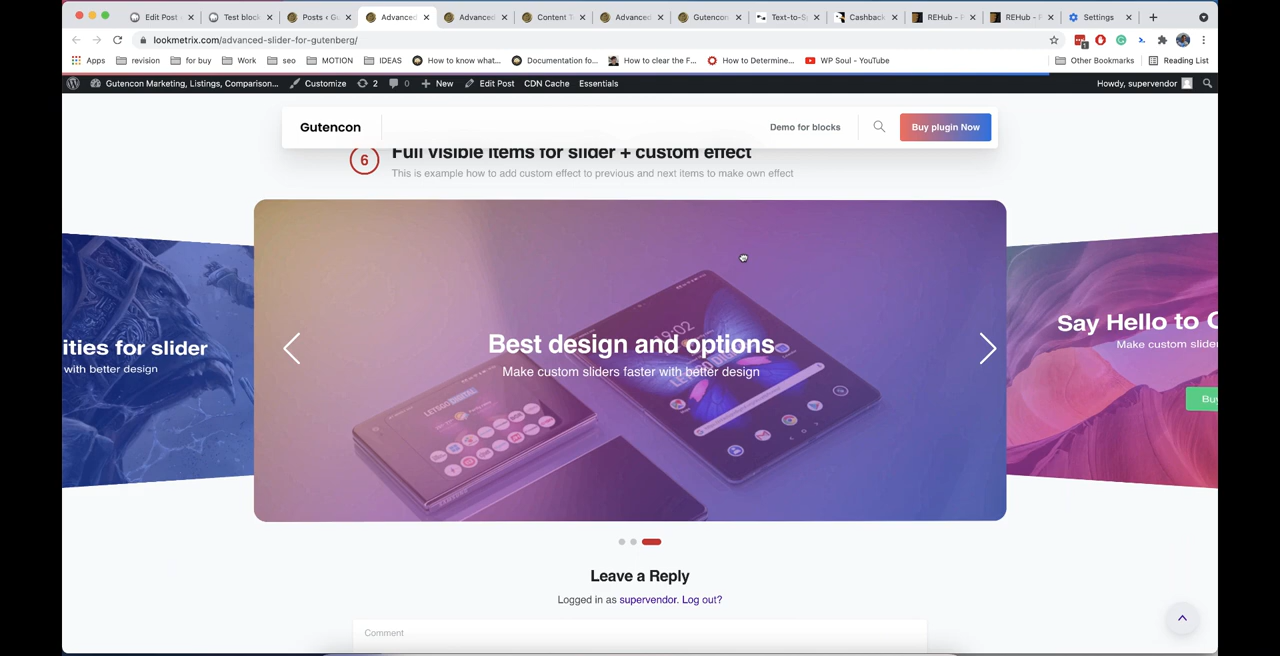 Edit Post
Test block
Posts ‹ G
Advanced
Advanced
Content T
Advanced
Gutencon
Text-to-S
Cashback
REHub -
REHub -
Settings
lookmetrix.com/advanced-slider-for-gutenberg/
Apps revision for buy Work seo MOTION IDEAS How to know what... Documentation fo... How to clear the F... How to Determine... WP Soul - YouTube Other Bookmarks Reading List
Gutencon Marketing, Listings, Comparison... Customize 2 0 New Edit Post CDN Cache Essentials Howdy, supervendor
Gutencon Demo for blocks Buy plugin Now
6 Full visible items for slider + custom effect
This is example how to add custom effect to previous and next items to make own effect
ities for slider
with better design
Best design and options
Make custom sliders faster with better design
Say Hello to
Make custom slider
Bu
Leave a Reply
Logged in as supervendor. Log out?
Comment